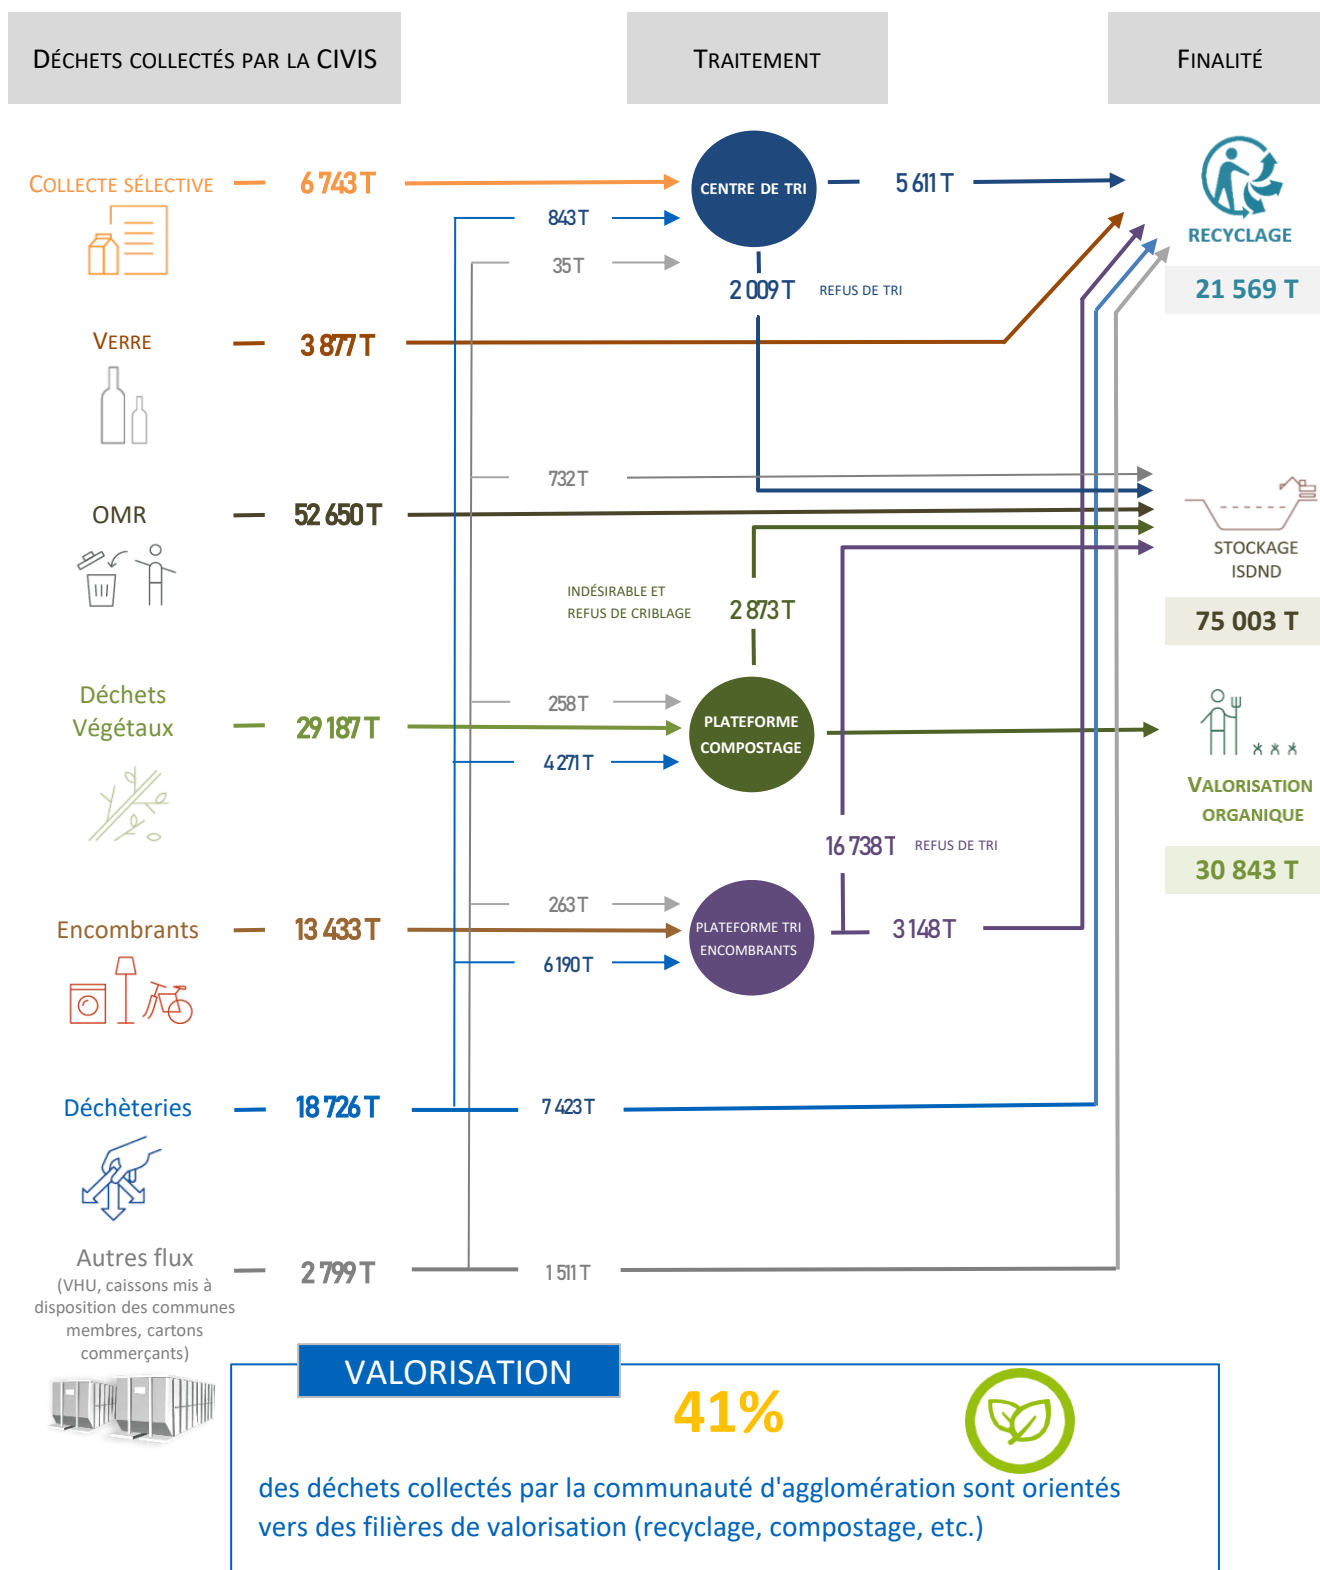 DÉCHETS COLLECTÉS PAR LA CIVIS
TRAITEMENT
FINALITÉ
COLLECTE SÉLECTIVE
6 743 T
CENTRE DE TRI
5 611 T
843 T
35 T
RECYCLAGE
21 569 T
2 009 T
REFUS DE TRI
VERRE
3 877 T
732 T
OMR
52 650 T
STOCKAGE
ISDND
75 003 T
INDÉSIRABLE ET
REFUS DE CRIBLAGE
2 873 T
Déchets
Végétaux
29 187 T
258 T
4 271 T
PLATEFORME
COMPOSTAGE
VALORISATION
ORGANIQUE
30 843 T
16 738 T
REFUS DE TRI
Encombrants
13 433 T
263 T
6 190 T
PLATEFORME TRI
ENCOMBRANTS
3 148 T
Déchèteries
18 726 T
7 423 T
Autres flux
(VHU, caissons mis à
disposition des communes
membres, cartons
commerçants)
2 799 T
1 511 T
VALORISATION
41%
des déchets collectés par la communauté d'agglomération sont orientés
vers des filières de valorisation (recyclage, compostage, etc.)